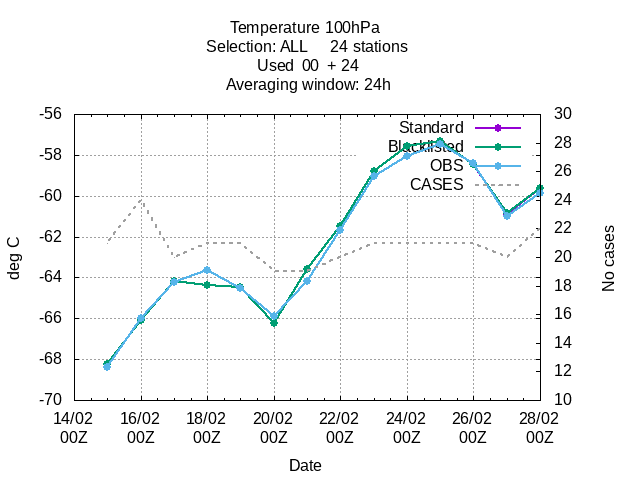 Temperature 100hPa
Selection: ALL     24 stations
Used  00  + 24
Averaging window: 24h
Standard
Blacklisted
OBS
CASES
-56
-58
-60
-62
-64
-66
-68
-70
30
28
26
24
22
20
18
16
14
12
10
deg C
No cases
14/02 16/02 18/02 20/02 22/02 24/02 26/02 28/02
00Z 00Z 00Z 00Z 00Z 00Z 00Z 00Z
Date